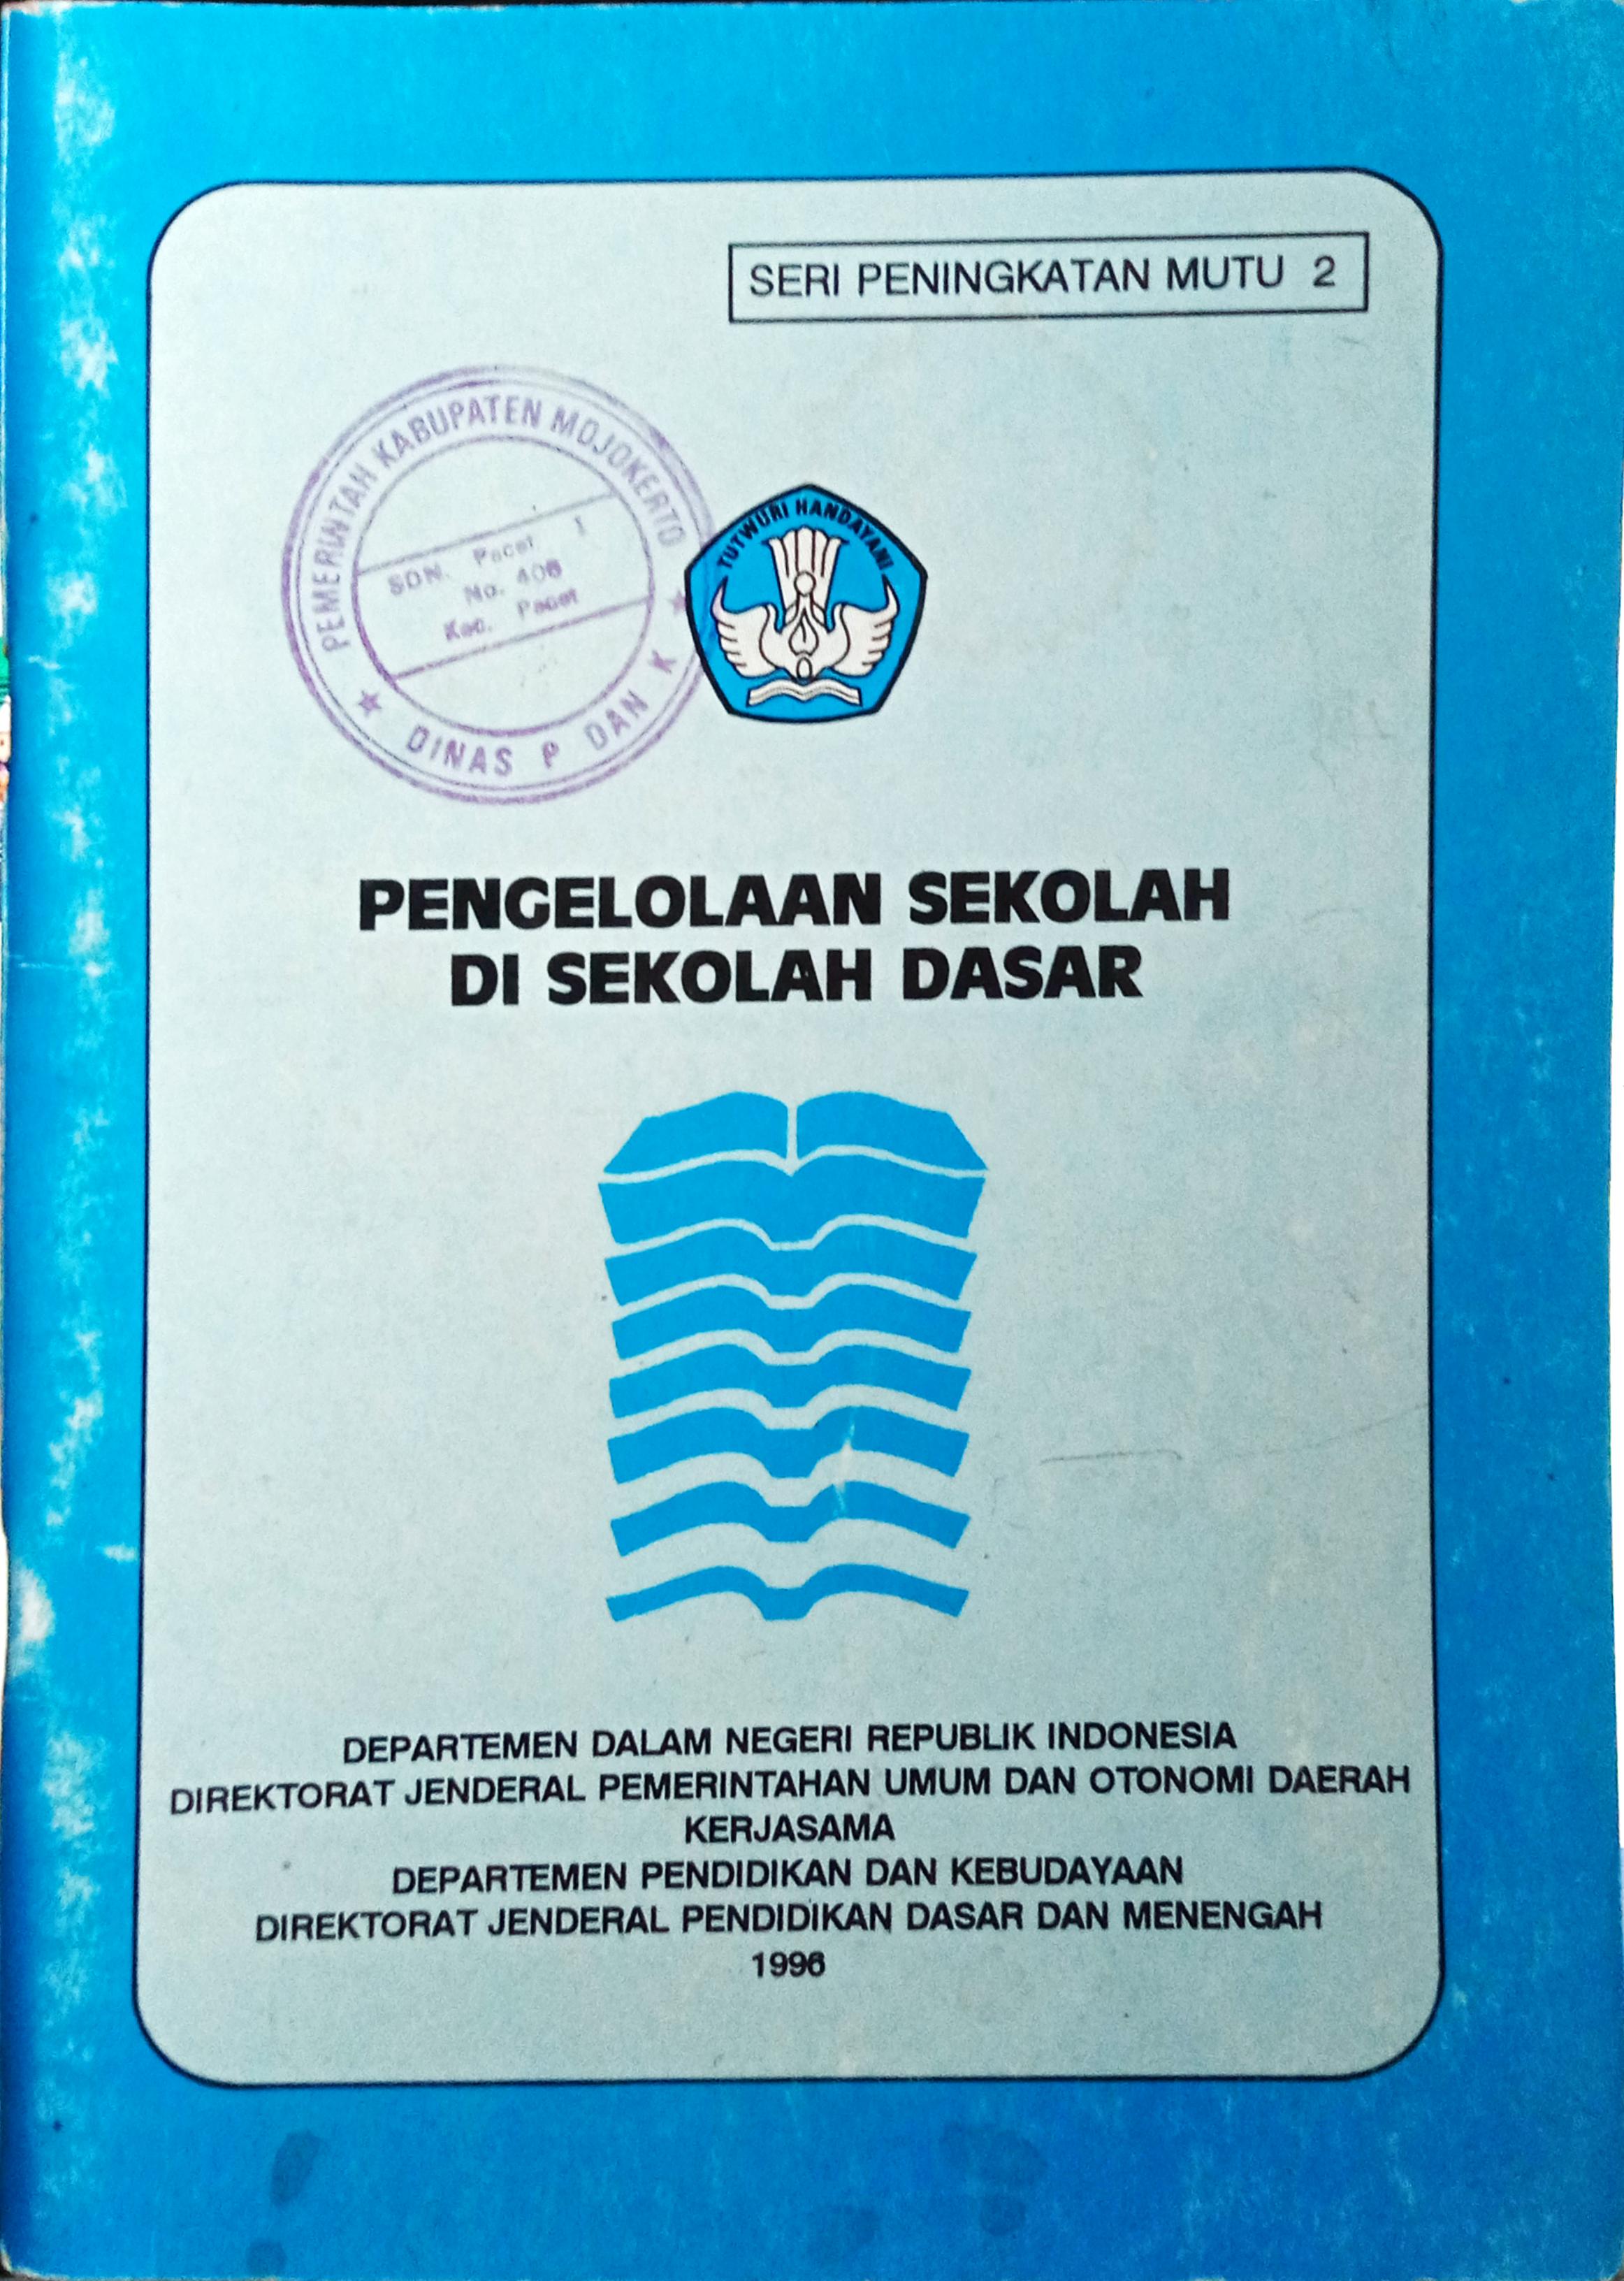 SERI PENINGKATAN MUTU 2
PEMERINTAH KABUPATEN MOJOKERTO
SDN. Pacet 1
No. 406
Kec. Pacet
DINAS P DAN K
TUTWURI HANDAYANI
PENGELOLAAN SEKOLAH
DI SEKOLAH DASAR
DEPARTEMEN DALAM NEGERI REPUBLIK INDONESIA
DIREKTORAT JENDERAL PEMERINTAHAN UMUM DAN OTONOMI DAERAH
KERJASAMA
DEPARTEMEN PENDIDIKAN DAN KEBUDAYAAN
DIREKTORAT JENDERAL PENDIDIKAN DASAR DAN MENENGAH
1996